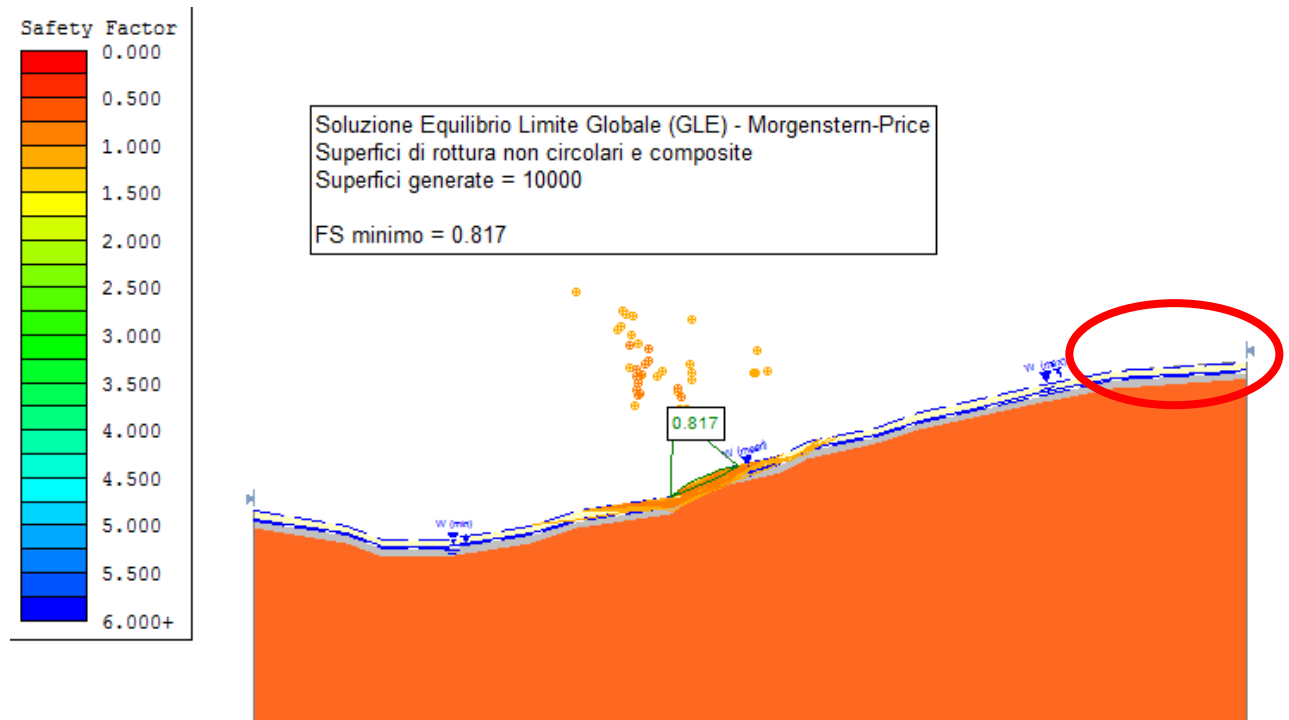 Safety Factor
0.000
0.500
1.000
1.500
2.000
2.500
3.000
3.500
4.000
4.500
5.000
5.500
6.000+
Soluzione Equilibrio Limite Globale (GLE) - Morgenstern-Price
Superfici di rottura non circolari e composite
Superfici generate = 10000
FS minimo = 0.817
W (max)
0.817
W (min)